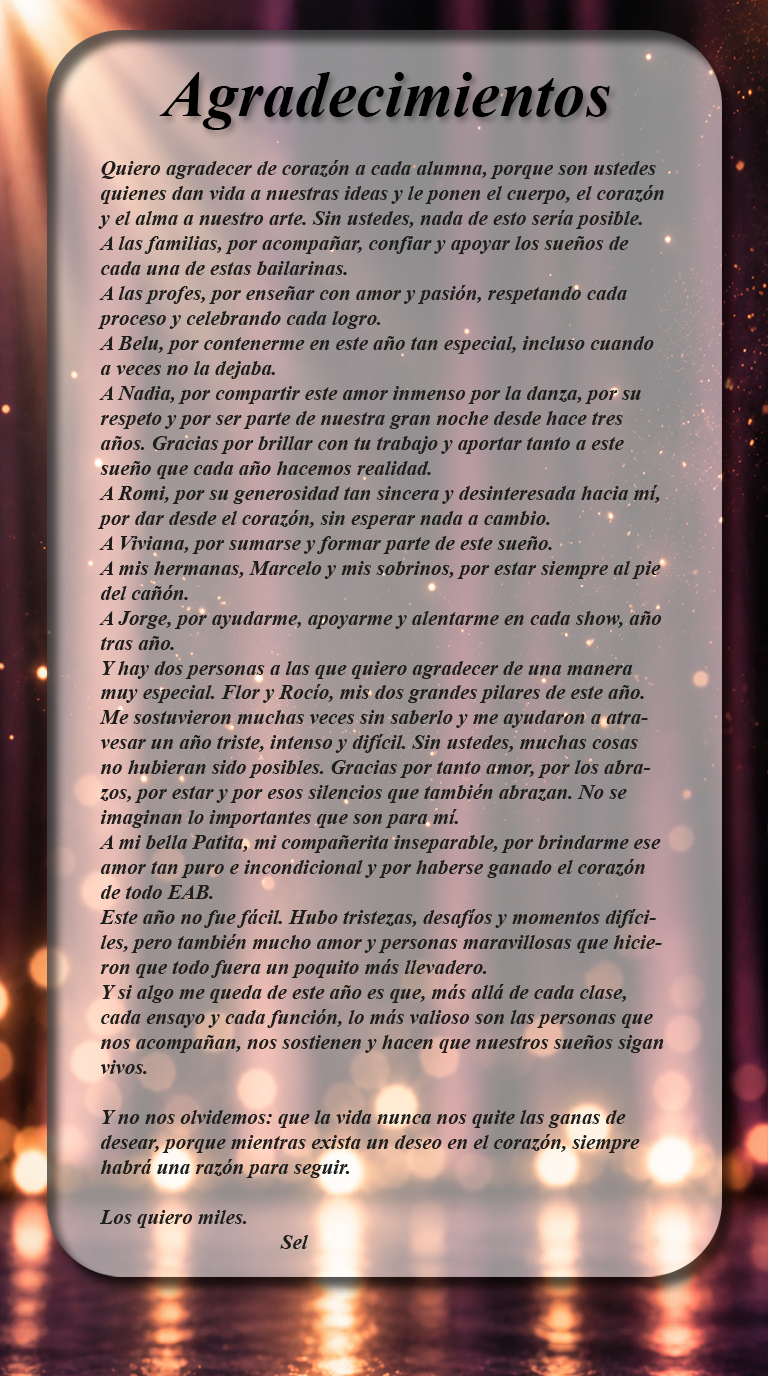 Agradecimientos
Quiero agradecer de corazón a cada alumna, porque son ustedes
quienes dan vida a nuestras ideas y le ponen el cuerpo, el corazón
y el alma a nuestro arte. Sin ustedes, nada de esto sería posible.
A las familias, por acompañar, confiar y apoyar los sueños de
cada una de estas bailarinas.
A las profes, por enseñar con amor y pasión, respetando cada
proceso y celebrando cada logro.
A Belu, por contenerme en este año tan especial, incluso cuando
a veces no la dejaba.
A Nadia, por compartir este amor inmenso por la danza, por su
respeto y por ser parte de nuestra gran noche desde hace tres
años. Gracias por brillar con tu trabajo y aportar tanto a este
sueño que cada año hacemos realidad.
A Romi, por su generosidad tan sincera y desinteresada hacia mí,
por dar desde el corazón, sin esperar nada a cambio.
A Viviana, por sumarse y formar parte de este sueño.
A mis hermanas, Marcelo y mis sobrinos, por estar siempre al pie
del cañón.
A Jorge, por ayudarme, apoyarme y alentarme en cada show, año
tras año.
Y hay dos personas a las que quiero agradecer de una manera
muy especial. Flor y Rocío, mis dos grandes pilares de este año.
Me sostuvieron muchas veces sin saberlo y me ayudaron a atra-
vesar un año triste, intenso y difícil. Sin ustedes, muchas cosas
no hubieran sido posibles. Gracias por tanto amor, por los abra-
zos, por estar y por esos silencios que también abrazan. No se
imaginan lo importantes que son para mí.
A mi bella Patita, mi compañerita inseparable, por brindarme ese
amor tan puro e incondicional y por haberse ganado el corazón
de todo EAB.
Este año no fue fácil. Hubo tristezas, desafíos y momentos difíci-
les, pero también mucho amor y personas maravillosas que hicie-
ron que todo fuera un poquito más llevadero.
Y si algo me queda de este año es que, más allá de cada clase,
cada ensayo y cada función, lo más valioso son las personas que
nos acompañan, nos sostienen y hacen que nuestros sueños sigan
vivos.
Y no nos olvidemos: que la vida nunca nos quite las ganas de
desear, porque mientras exista un deseo en el corazón, siempre
habrá una razón para seguir.
Los quiero miles.
Sel